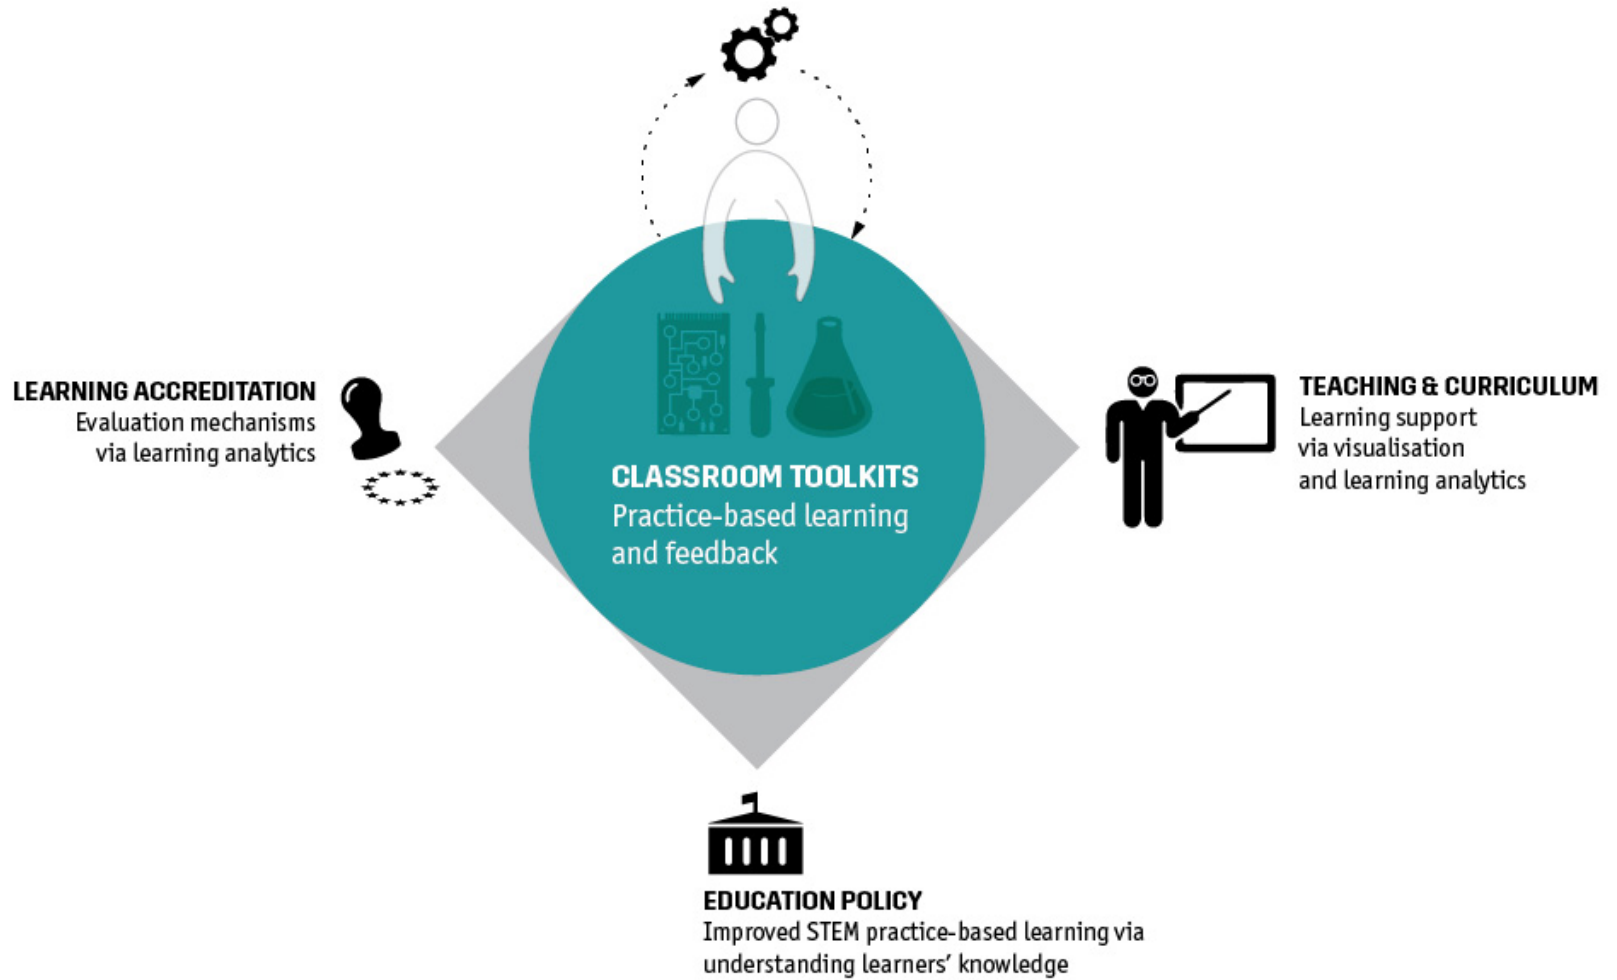 LEARNING ACCREDITATION
Evaluation mechanisms
via learning analytics
CLASSROOM TOOLKITS
Practice-based learning
and feedback
TEACHING & CURRICULUM
Learning support
via visualisation
and learning analytics
EDUCATION POLICY
Improved STEM practice-based learning via
understanding learners’ knowledge